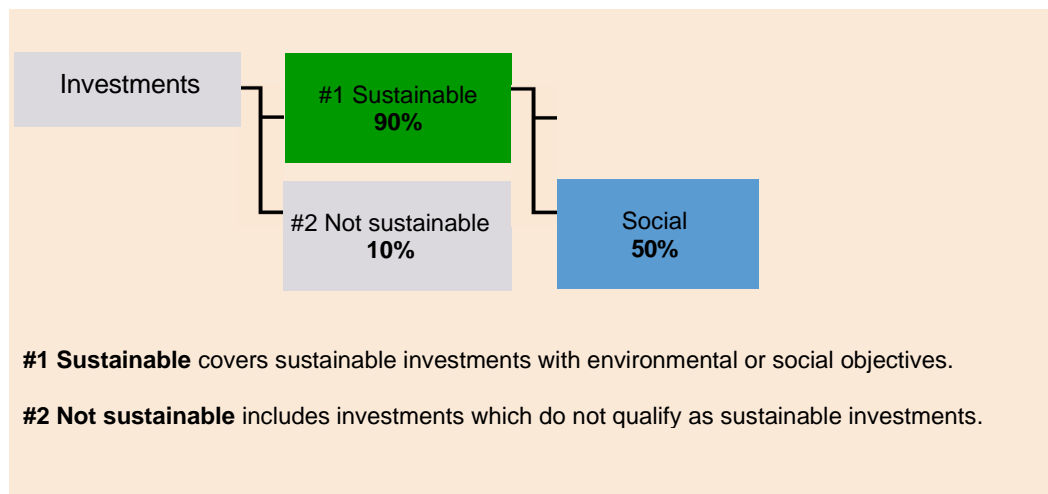 Investments
#1 Sustainable
90%
#2 Not sustainable
10%
Social
50%
#1 Sustainable covers sustainable investments with environmental or social objectives.
#2 Not sustainable includes investments which do not qualify as sustainable investments.